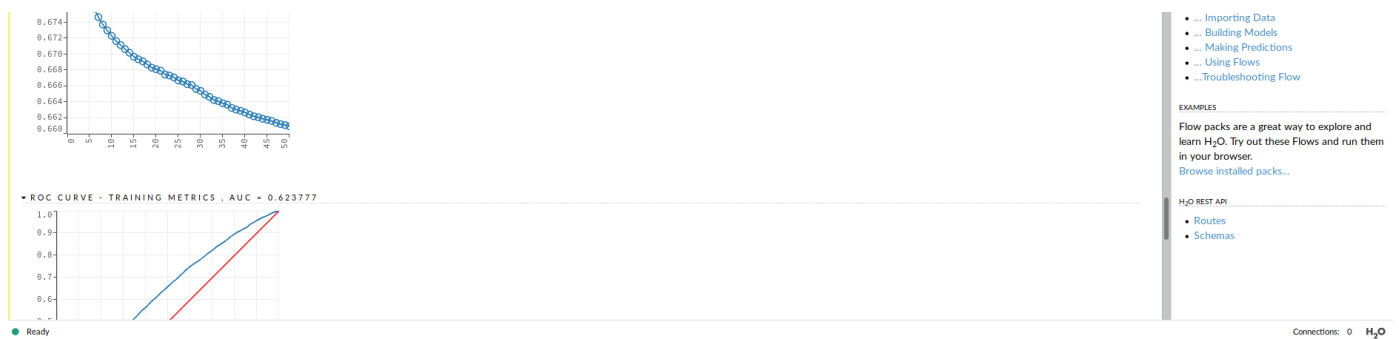 0.674
0.672
0.670
0.668
0.666
0.664
0.662
0.660
0 5 10 15 20 25 30 35 40 45 50
ROC CURVE - TRAINING METRICS , AUC = 0.623777
1.0
0.9
0.8
0.7
0.6
... Importing Data
... Building Models
... Making Predictions
... Using Flows
...Troubleshooting Flow
EXAMPLES
Flow packs are a great way to explore and
learn H2O. Try out these Flows and run them
in your browser.
Browse installed packs...
H2O REST API
Routes
Schemas
Ready
Connections: 0 H2O